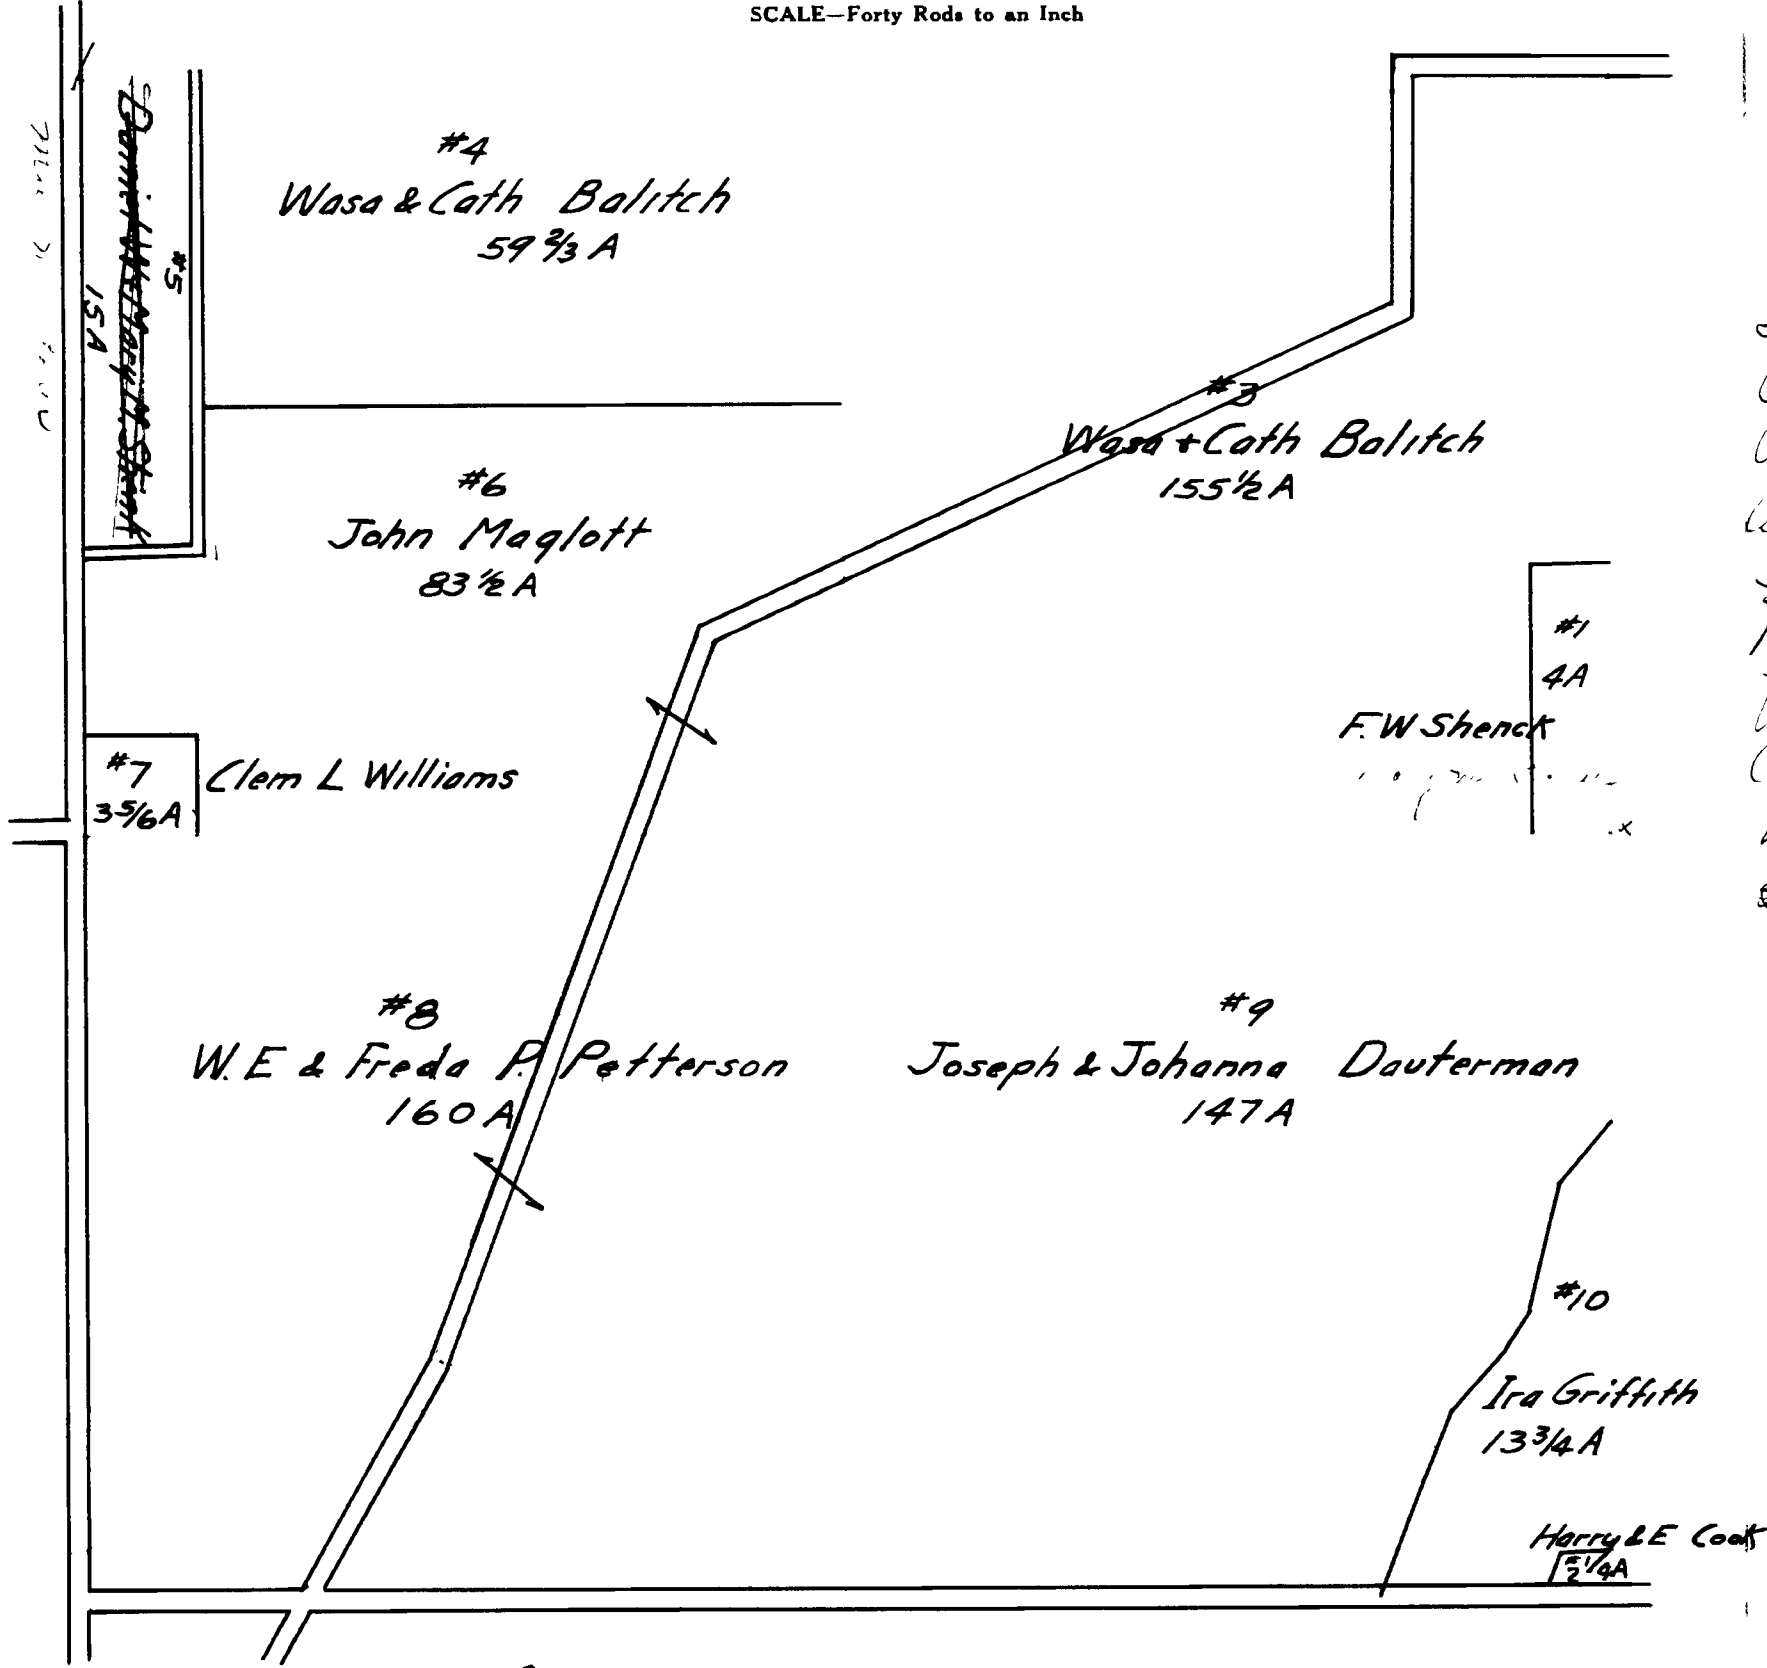 SCALE—Forty Rods to an Inch
#4
Wasa & Cath Balitch
59 2/3 A
#5
15A
#3
Wasa + Cath Balitch
155 1/2 A
#6
John Maglott
83 1/2 A
#1
4A
F. W Shenck
#7
3 5/6 A
Clem L Williams
#8
W. E & Freda P. Petterson
160 A
#9
Joseph & Johanna Dauterman
147 A
#10
Ira Griffith
13 3/4 A
Harry & E Cook
#2 1/4A